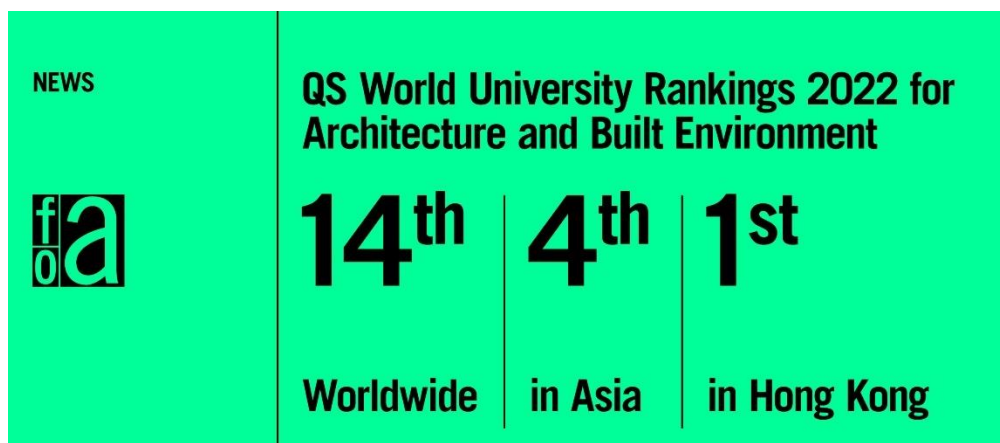 NEWS
QS World University Rankings 2022 for
Architecture and Built Environment
foa
14th
Worldwide
4th
in Asia
1st
in Hong Kong